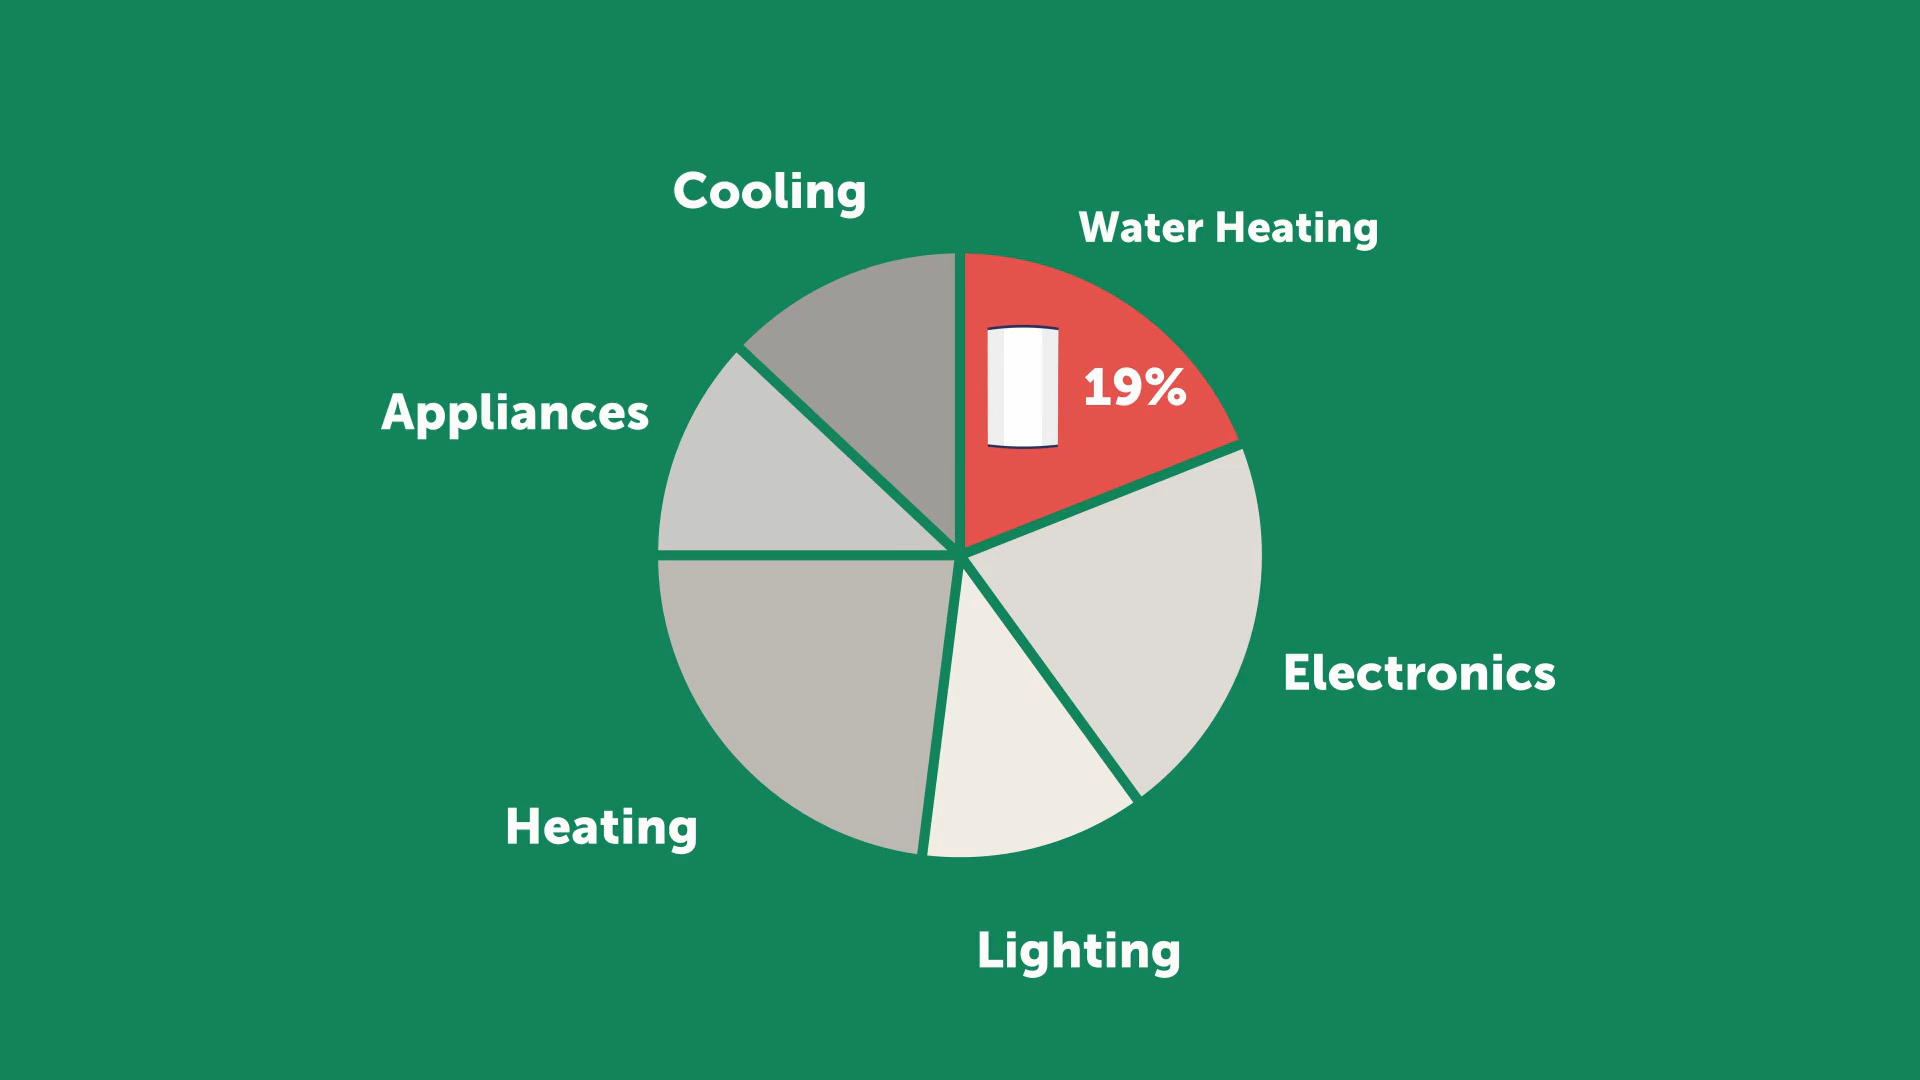 Cooling
Water Heating
19%
Appliances
Electronics
Heating
Lighting